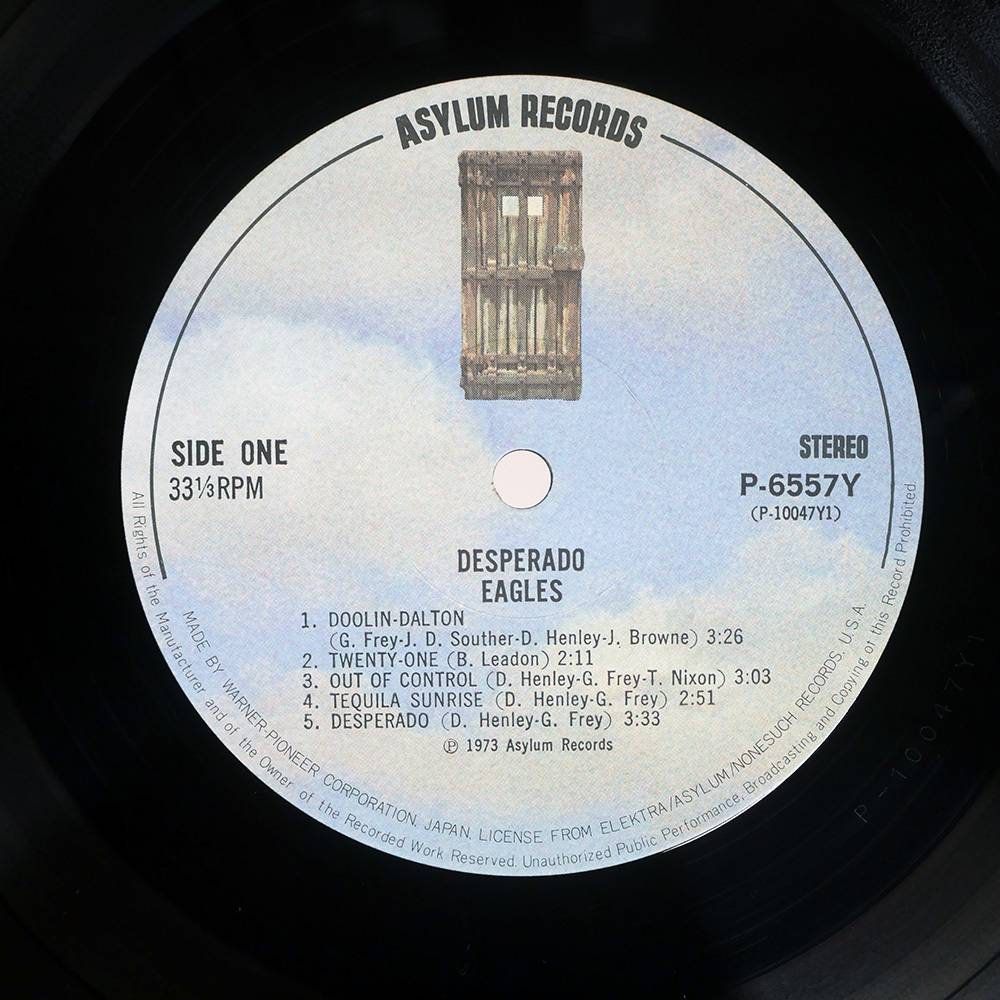 ASYLUM RECORDS
SIDE ONE
33⅓RPM
STEREO
P-6557Y
(P-10047Y1)
DESPERADO
EAGLES
1. DOOLIN-DALTON
(G. Frey-J. D. Souther-D. Henley-J. Browne) 3:26
2. TWENTY-ONE (B. Leadon) 2:11
3. OUT OF CONTROL (D. Henley-G. Frey-T. Nixon) 3:03
4. TEQUILA SUNRISE (D. Henley-G. Frey) 2:51
5. DESPERADO (D. Henley-G. Frey) 3:33
℗ 1973 Asylum Records
MADE BY WARNER-PIONEER CORPORATION, JAPAN, LICENSE FROM ELEKTRA/ASYLUM/NONESUCH RECORDS, U.S.A.
All Rights of the Manufacturer and of the Owner of the Recorded Work Reserved. Unauthorized Public Performance, Broadcasting and Copying of this Record Prohibited.
P-10047Y1